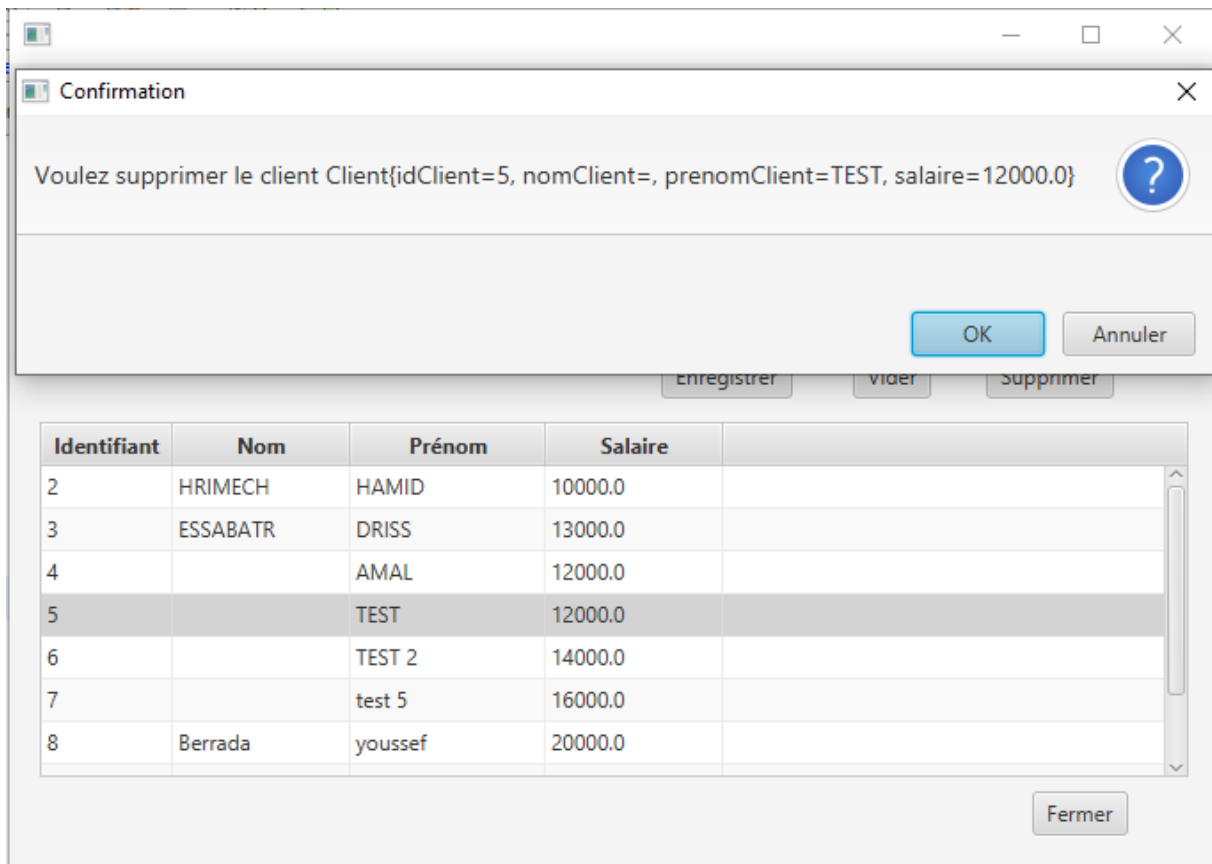 Confirmation
Voulez supprimer le client Client{idClient=5, nomClient=, prenomClient=TEST, salaire=12000.0}
?
OK Annuler
Enregistrer Vider Supprimer
Identifiant Nom Prénom Salaire
2 HRIMECH HAMID 10000.0
3 ESSABATR DRISS 13000.0
4 AMAL 12000.0
5 TEST 12000.0
6 TEST 2 14000.0
7 test 5 16000.0
8 Berrada youssef 20000.0
Fermer